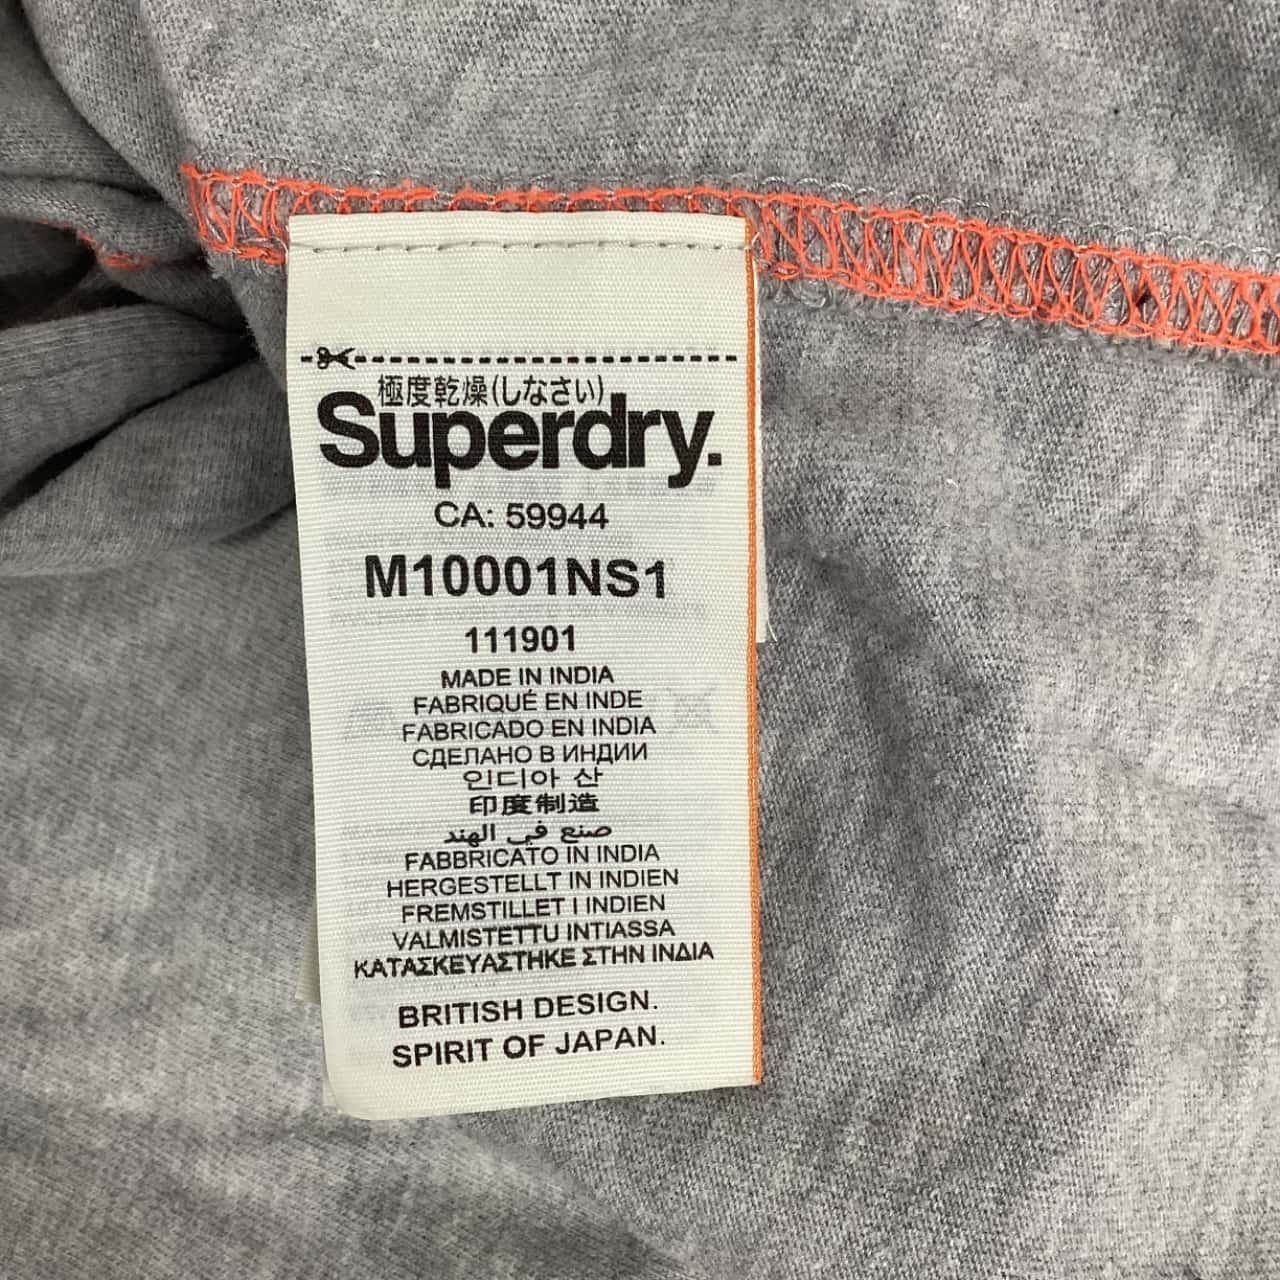 極度乾燥(しなさい)
Superdry.
CA: 59944
M10001NS1
111901
MADE IN INDIA
FABRIQUÉ EN INDE
FABRICADO EN INDIA
СДЕЛАНО В ИНДИИ
인디아 산
印度制造
صنع في الهند
FABBRICATO IN INDIA
HERGESTELLT IN INDIEN
FREMSTILLET I INDIEN
VALMISTETTU INTIASSA
ΚΑΤΑΣΚΕΥΑΣΤΗΚΕ ΣΤΗΝ ΙΝΔΙΑ
BRITISH DESIGN.
SPIRIT OF JAPAN.